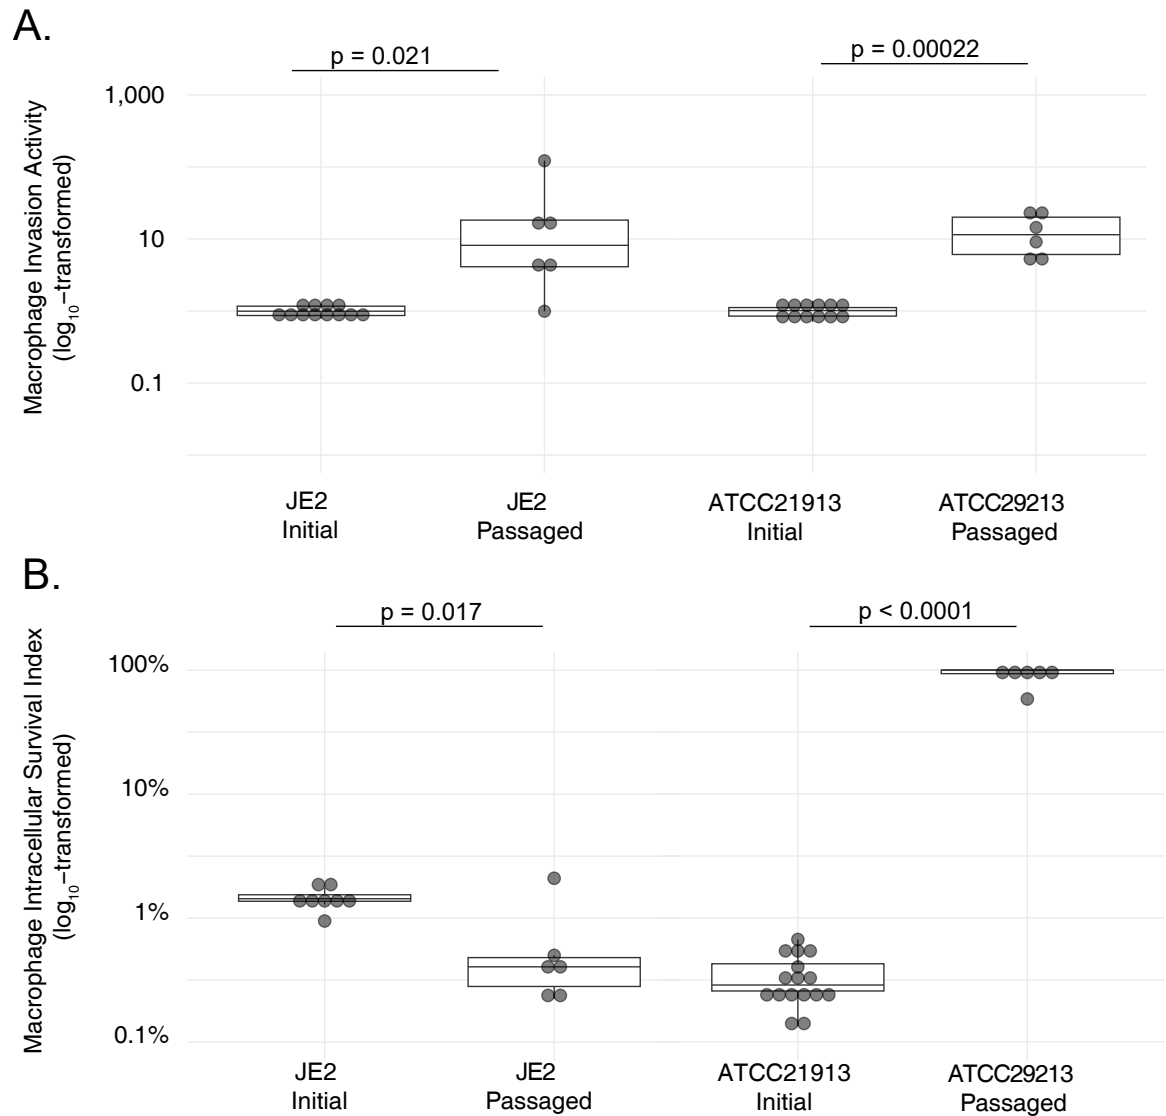 A.
p = 0.021
p = 0.00022
Macrophage Invasion Activity
(log10−transformed)
1,000
10
0.1
JE2
Initial
JE2
Passaged
ATCC21913
Initial
ATCC29213
Passaged
B.
p = 0.017
p < 0.0001
Macrophage Intracellular Survival Index
(log10−transformed)
100%
10%
1%
0.1%
JE2
Initial
JE2
Passaged
ATCC21913
Initial
ATCC29213
Passaged